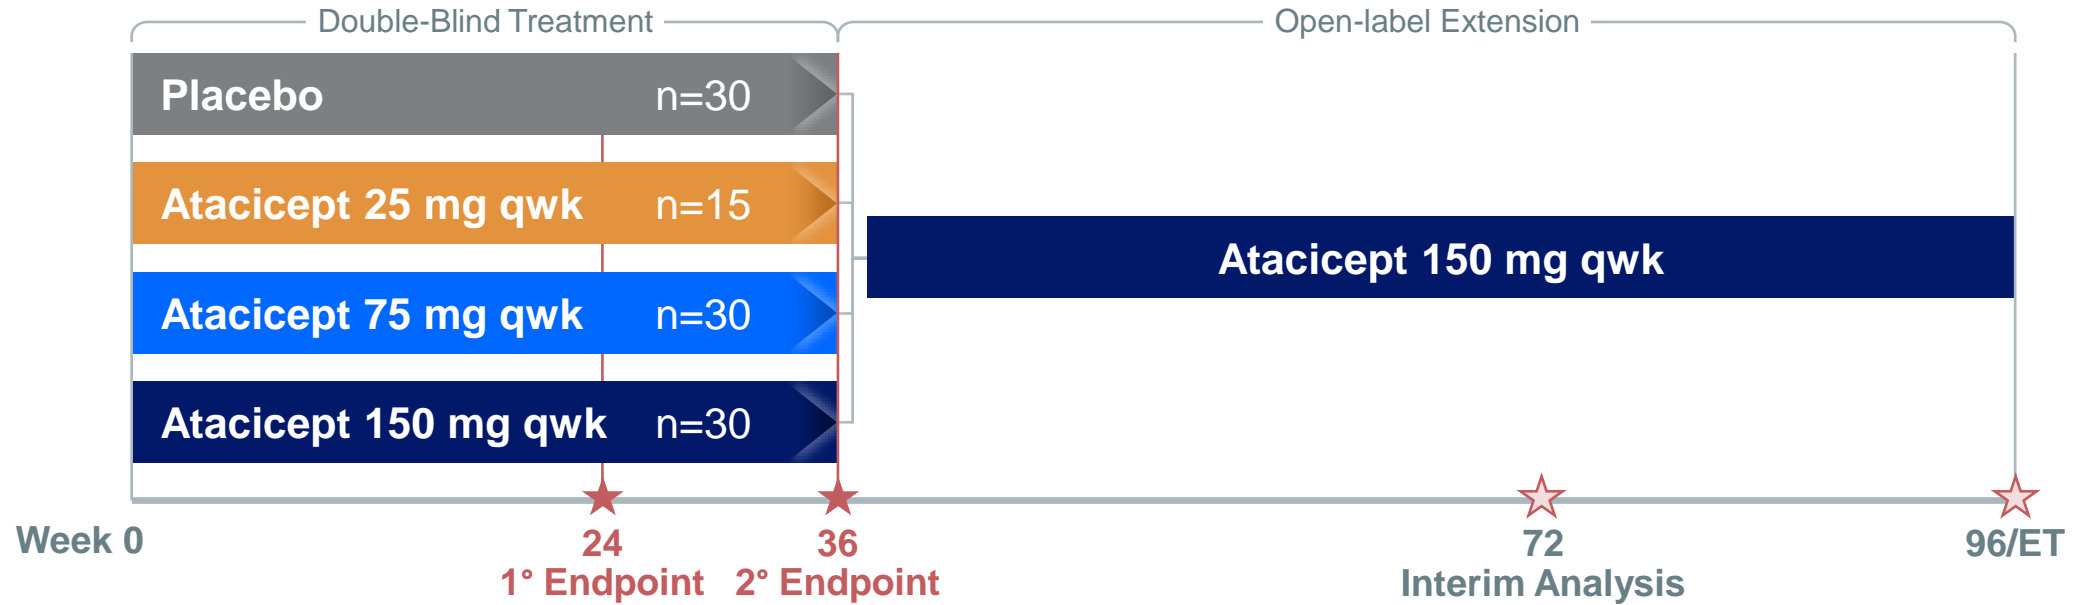 Double-Blind Treatment
Open-label Extension
Placebo n=30
Atacicept 25 mg qwk n=15
Atacicept 75 mg qwk n=30
Atacicept 150 mg qwk n=30
Atacicept 150 mg qwk
Week 0
24
1° Endpoint
36
2° Endpoint
72
Interim Analysis
96/ET